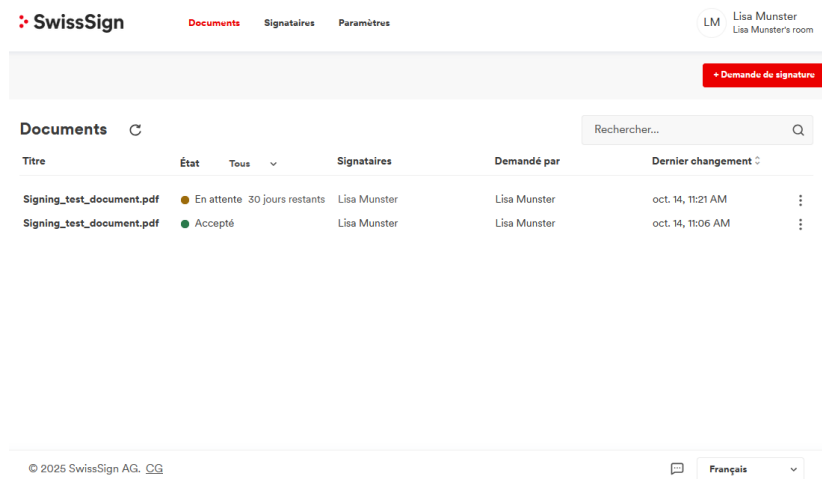 SwissSign Documents Signataires Paramètres LM Lisa Munster
Lisa Munster's room
+ Demande de signature
Documents Rechercher...
Titre État Tous Signataires Demandé par Dernier changement
Signing_test_document.pdf En attente 30 jours restants Lisa Munster Lisa Munster oct. 14, 11:21 AM
Signing_test_document.pdf Accepté Lisa Munster Lisa Munster oct. 14, 11:06 AM
© 2025 SwissSign AG. CG Français